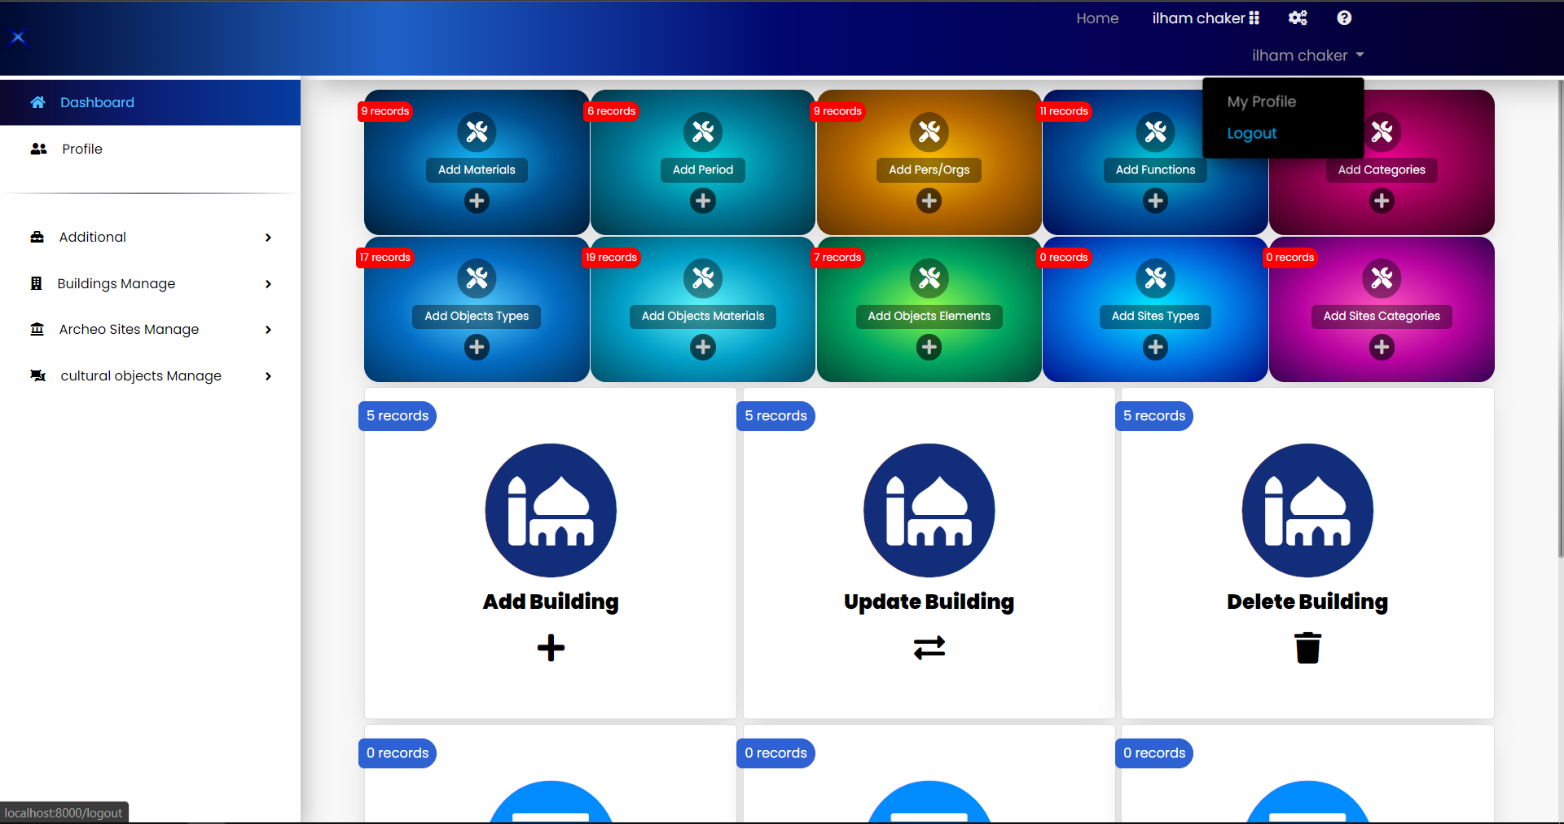 Home
ilham chaker
ilham chaker
My Profile
Logout
Dashboard
Profile
Additional
Buildings Manage
Archeo Sites Manage
cultural objects Manage
9 records
Add Materials
6 records
Add Period
9 records
Add Pers/Orgs
11 records
Add Functions
Add Categories
17 records
Add Objects Types
19 records
Add Objects Materials
7 records
Add Objects Elements
0 records
Add Sites Types
0 records
Add Sites Categories
5 records
Add Building
5 records
Update Building
5 records
Delete Building
0 records
0 records
0 records
localhost:8000/logout